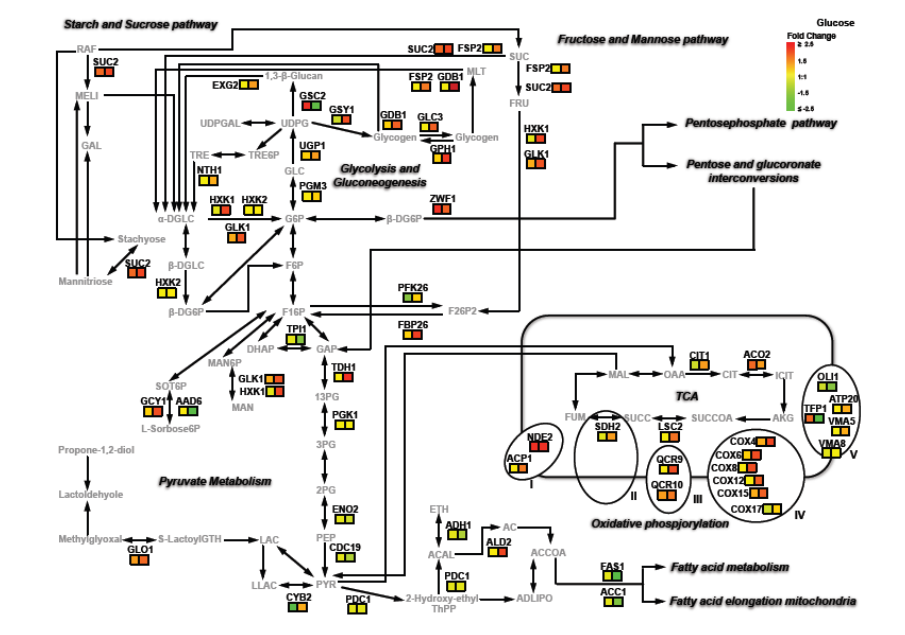 Glucose
Starch and Sucrose pathway
Fructose and Mannose pathway
Fold Change
≥ 2.5
1.5
1:1
-1.5
≤ -2.5
RAF
SUC2
SUC2
FSP2
SUC
FSP2
MLT
MELI
EXG2
1,3-β-Glucan
FSP2
GDB1
SUC2
FRU
GSC2
GSY1
GDB1
GLC3
UDPGAL
UDPG
Glycogen
Glycogen
Pentosephosphate pathway
GAL
HXK1
GLK1
TRE
TRE6P
UGP1
GPH1
Glycolysis and
Gluconeogenesis
Pentose and glucoronate
interconversions
NTH1
GLC
PGM3
HXK1
HXK2
ZWF1
α-DGLC
G6P
β-DG6P
GLK1
Stachyose
SUC2
β-DGLC
F6P
Mannitriose
HXK2
PFK26
β-DG6P
F16P
F26P2
TPI1
FBP26
DHAP
GAP
MAN6P
CIT1
ACO2
TDH1
MAL
OAA
CIT
ICIT
OLI1
SOT6P
GLK1
HXK1
13PG
TCA
ATP20
GCY1
AAD6
MAN
PGK1
FUM
SUCC
SUCCOA
AKG
TFP1
L-Sorbose6P
SDH2
LSC2
VMA5
NDE2
COX4
VMA8
3PG
Propone-1,2-diol
ACP1
QCR9
COX6
V
COX8
Pyruvate Metabolism
I
QCR10
COX12
Lactoldehyole
2PG
II
III
COX15
COX17
IV
ENO2
ETH
Oxidative phospjorylation
ADH1
AC
Methylglyoxal
S-LactoylGTH
LAC
PEP
ALD2
GLO1
CDC19
ACAL
ACCOA
Fatty acid metabolism
FAS1
LLAC
PYR
PDC1
CYB2
PDC1
2-Hydroxy-ethyl
ThPP
ADLIPO
ACC1
Fatty acid elongation mitochondria